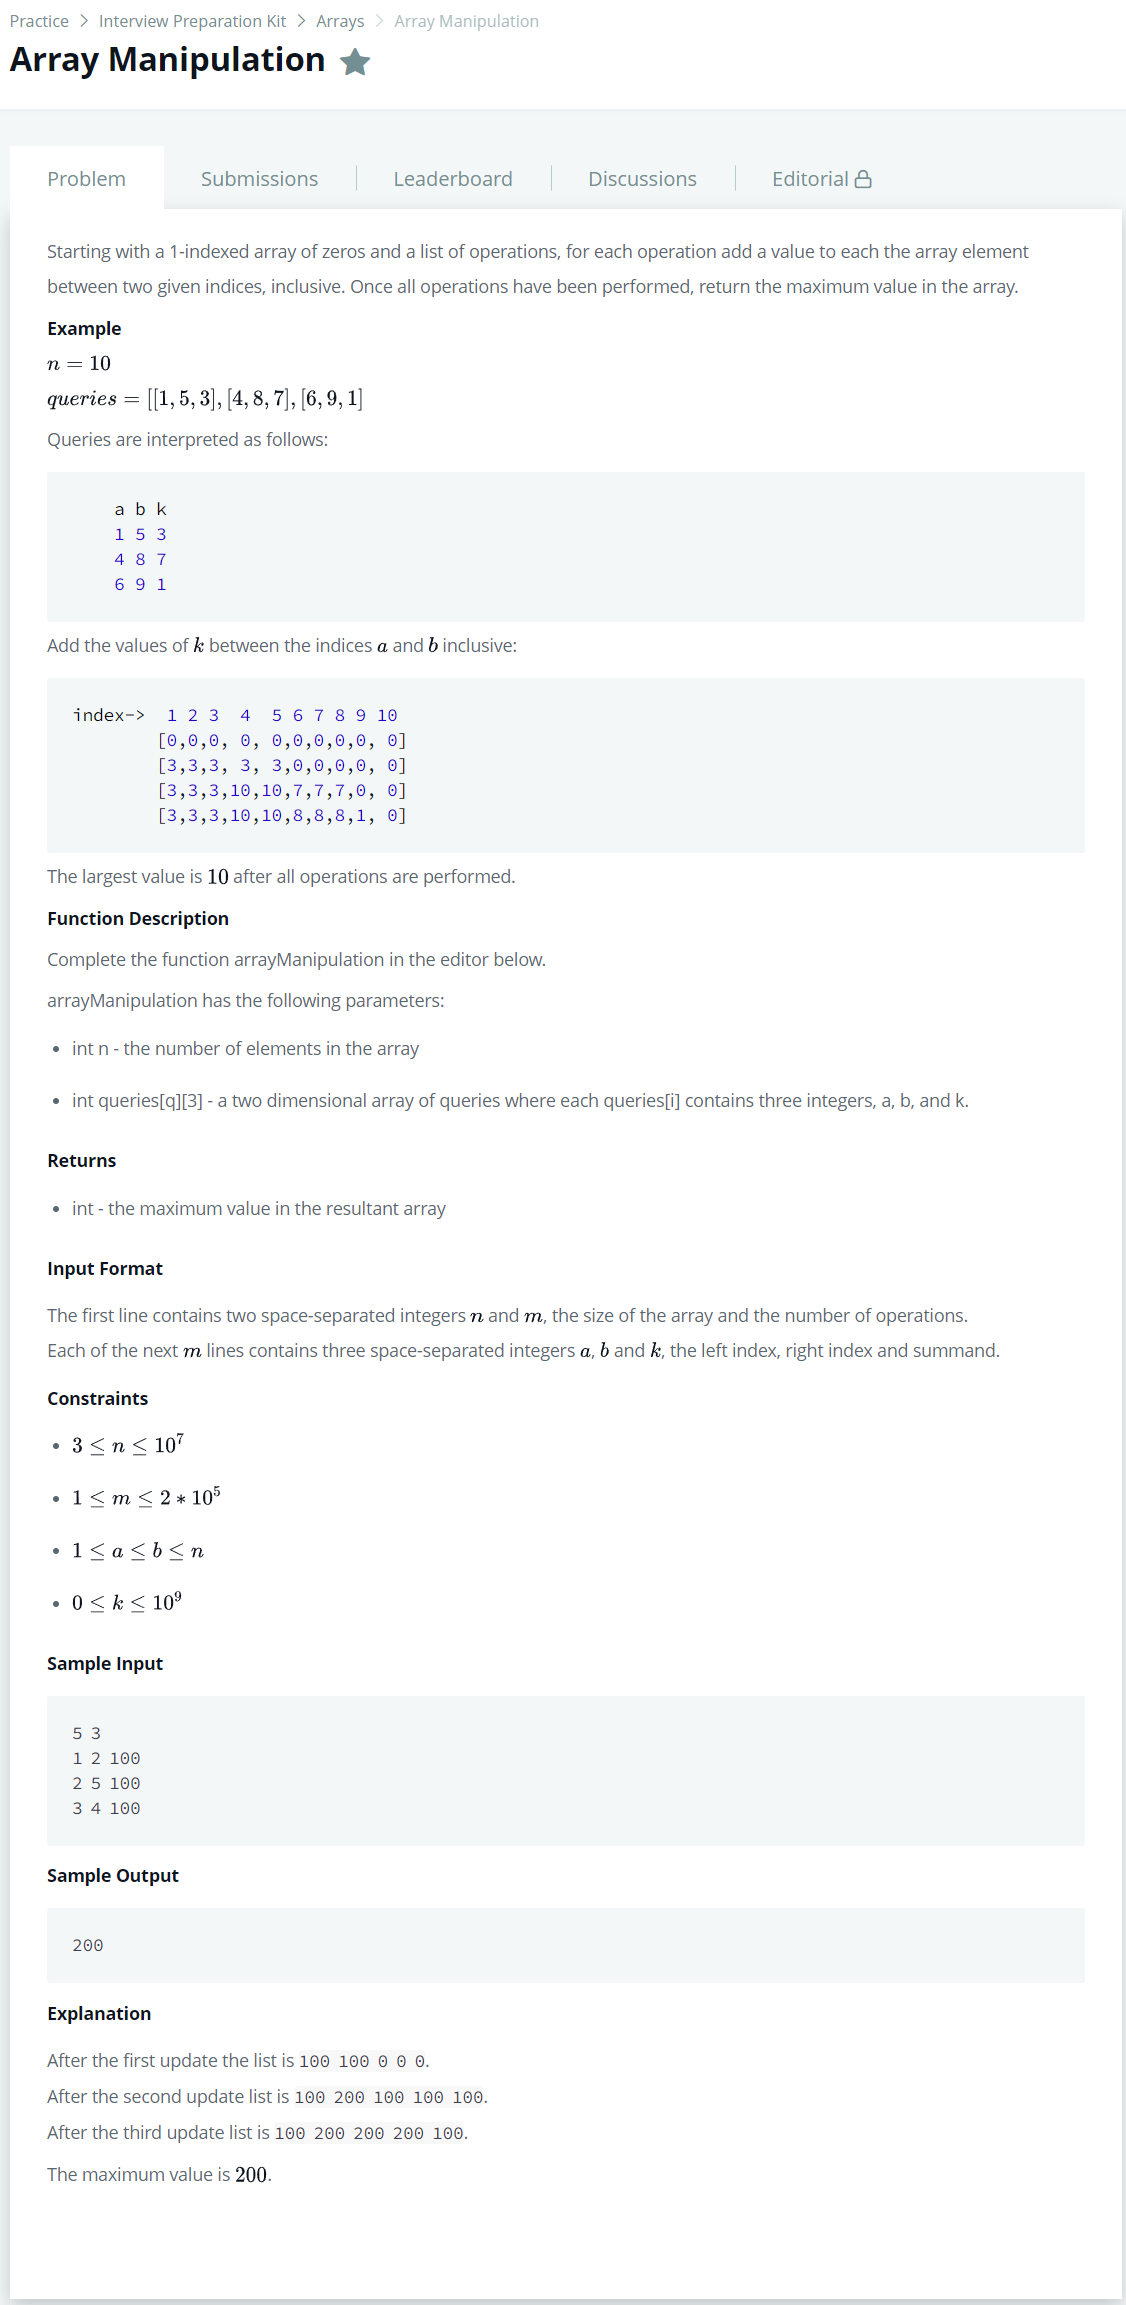 Practice > Interview Preparation Kit > Arrays > Array Manipulation
Array Manipulation
Problem Submissions Leaderboard Discussions Editorial
Starting with a 1-indexed array of zeros and a list of operations, for each operation add a value to each the array element
between two given indices, inclusive. Once all operations have been performed, return the maximum value in the array.
Example
n = 10
queries = [[1, 5, 3], [4, 8, 7], [6, 9, 1]
Queries are interpreted as follows:
a b k
1 5 3
4 8 7
6 9 1
Add the values of k between the indices a and b inclusive:
index->  1 2 3  4  5 6 7 8 9 10
[0,0,0, 0, 0,0,0,0,0, 0]
[3,3,3, 3, 3,0,0,0,0, 0]
[3,3,3,10,10,7,7,7,0, 0]
[3,3,3,10,10,8,8,8,1, 0]
The largest value is 10 after all operations are performed.
Function Description
Complete the function arrayManipulation in the editor below.
arrayManipulation has the following parameters:
• int n - the number of elements in the array
• int queries[q][3] - a two dimensional array of queries where each queries[i] contains three integers, a, b, and k.
Returns
• int - the maximum value in the resultant array
Input Format
The first line contains two space-separated integers n and m, the size of the array and the number of operations.
Each of the next m lines contains three space-separated integers a, b and k, the left index, right index and summand.
Constraints
• 3 ≤ n ≤ 10⁷
• 1 ≤ m ≤ 2 * 10⁵
• 1 ≤ a ≤ b ≤ n
• 0 ≤ k ≤ 10⁹
Sample Input
5 3
1 2 100
2 5 100
3 4 100
Sample Output
200
Explanation
After the first update the list is 100 100 0 0 0.
After the second update list is 100 200 100 100 100.
After the third update list is 100 200 200 200 100.
The maximum value is 200.